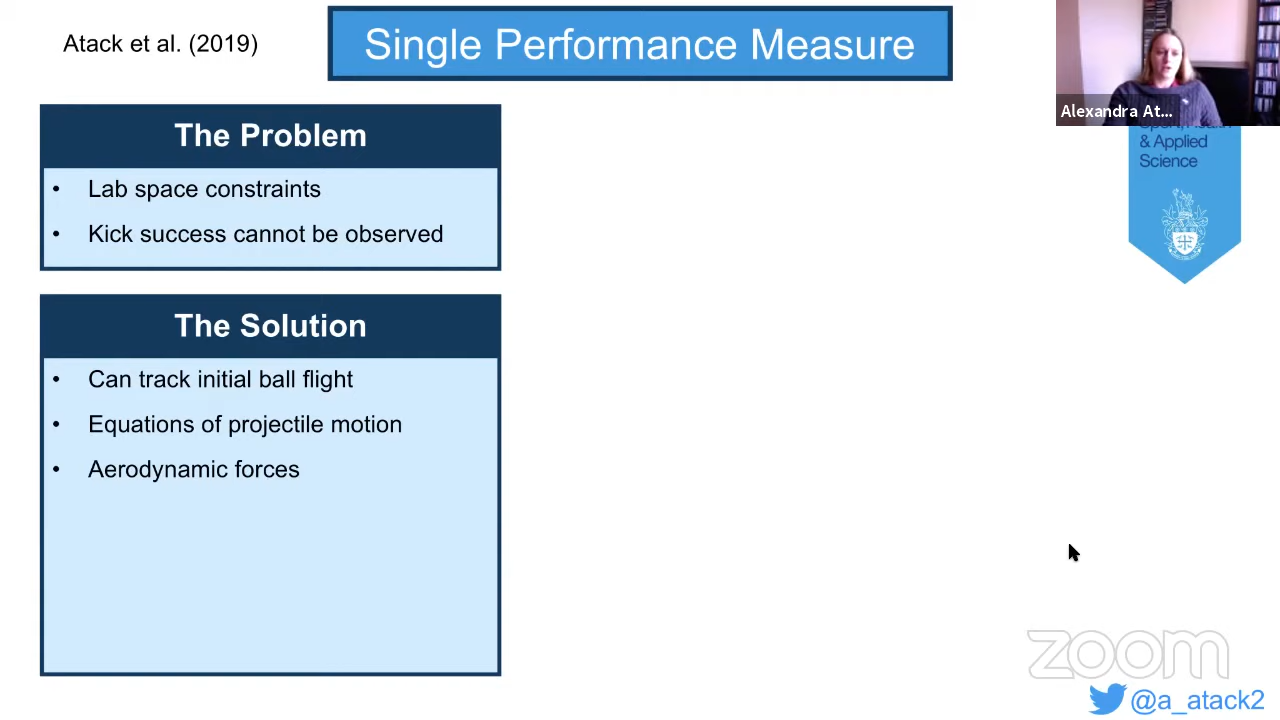 Atack et al. (2019)
Single Performance Measure
Alexandra At...
& Applied
Science
The Problem
• Lab space constraints
• Kick success cannot be observed
The Solution
• Can track initial ball flight
• Equations of projectile motion
• Aerodynamic forces
zoom
@a_atack2